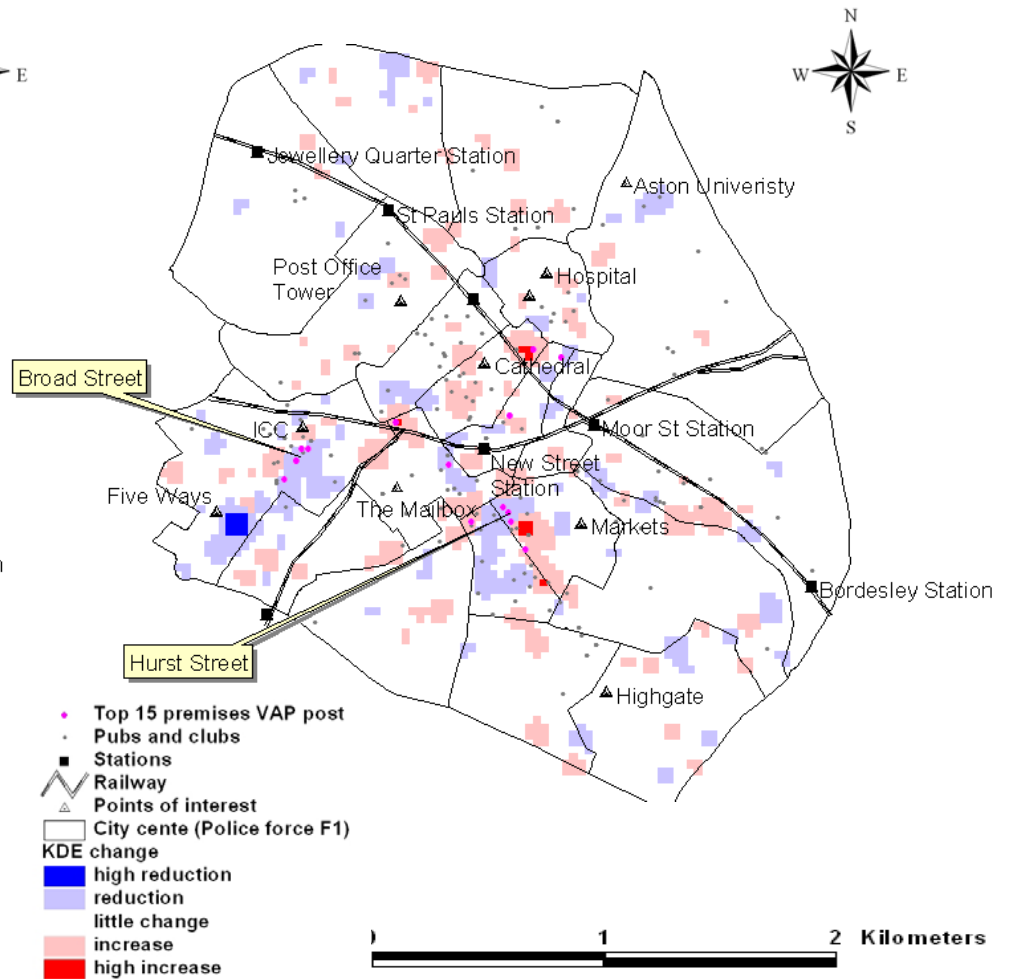 N
E
W
E
S
Jewellery Quarter Station
Aston Univeristy
St Pauls Station
Post Office
Tower
Hospital
Broad Street
Cathedral
ICC
Moor St Station
New Street
Station
Five Ways
The Mailbox
Markets
n
Bordesley Station
Hurst Street
Highgate
Top 15 premises VAP post
Pubs and clubs
Stations
Railway
Points of interest
City cente (Police force F1)
KDE change
high reduction
reduction
little change
increase
high increase
1
2 Kilometers